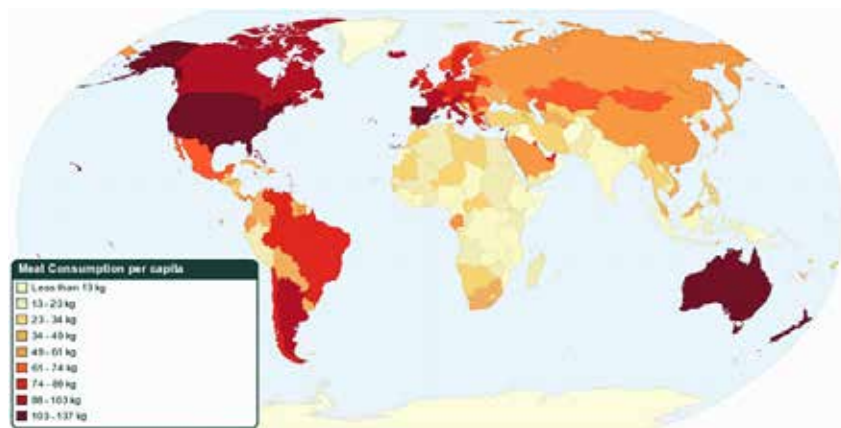 Meat Consumption per capita
Less than 13 kg
13 - 23 kg
23 - 34 kg
34 - 49 kg
49 - 61 kg
61 - 74 kg
74 - 88 kg
88 - 103 kg
103 - 137 kg